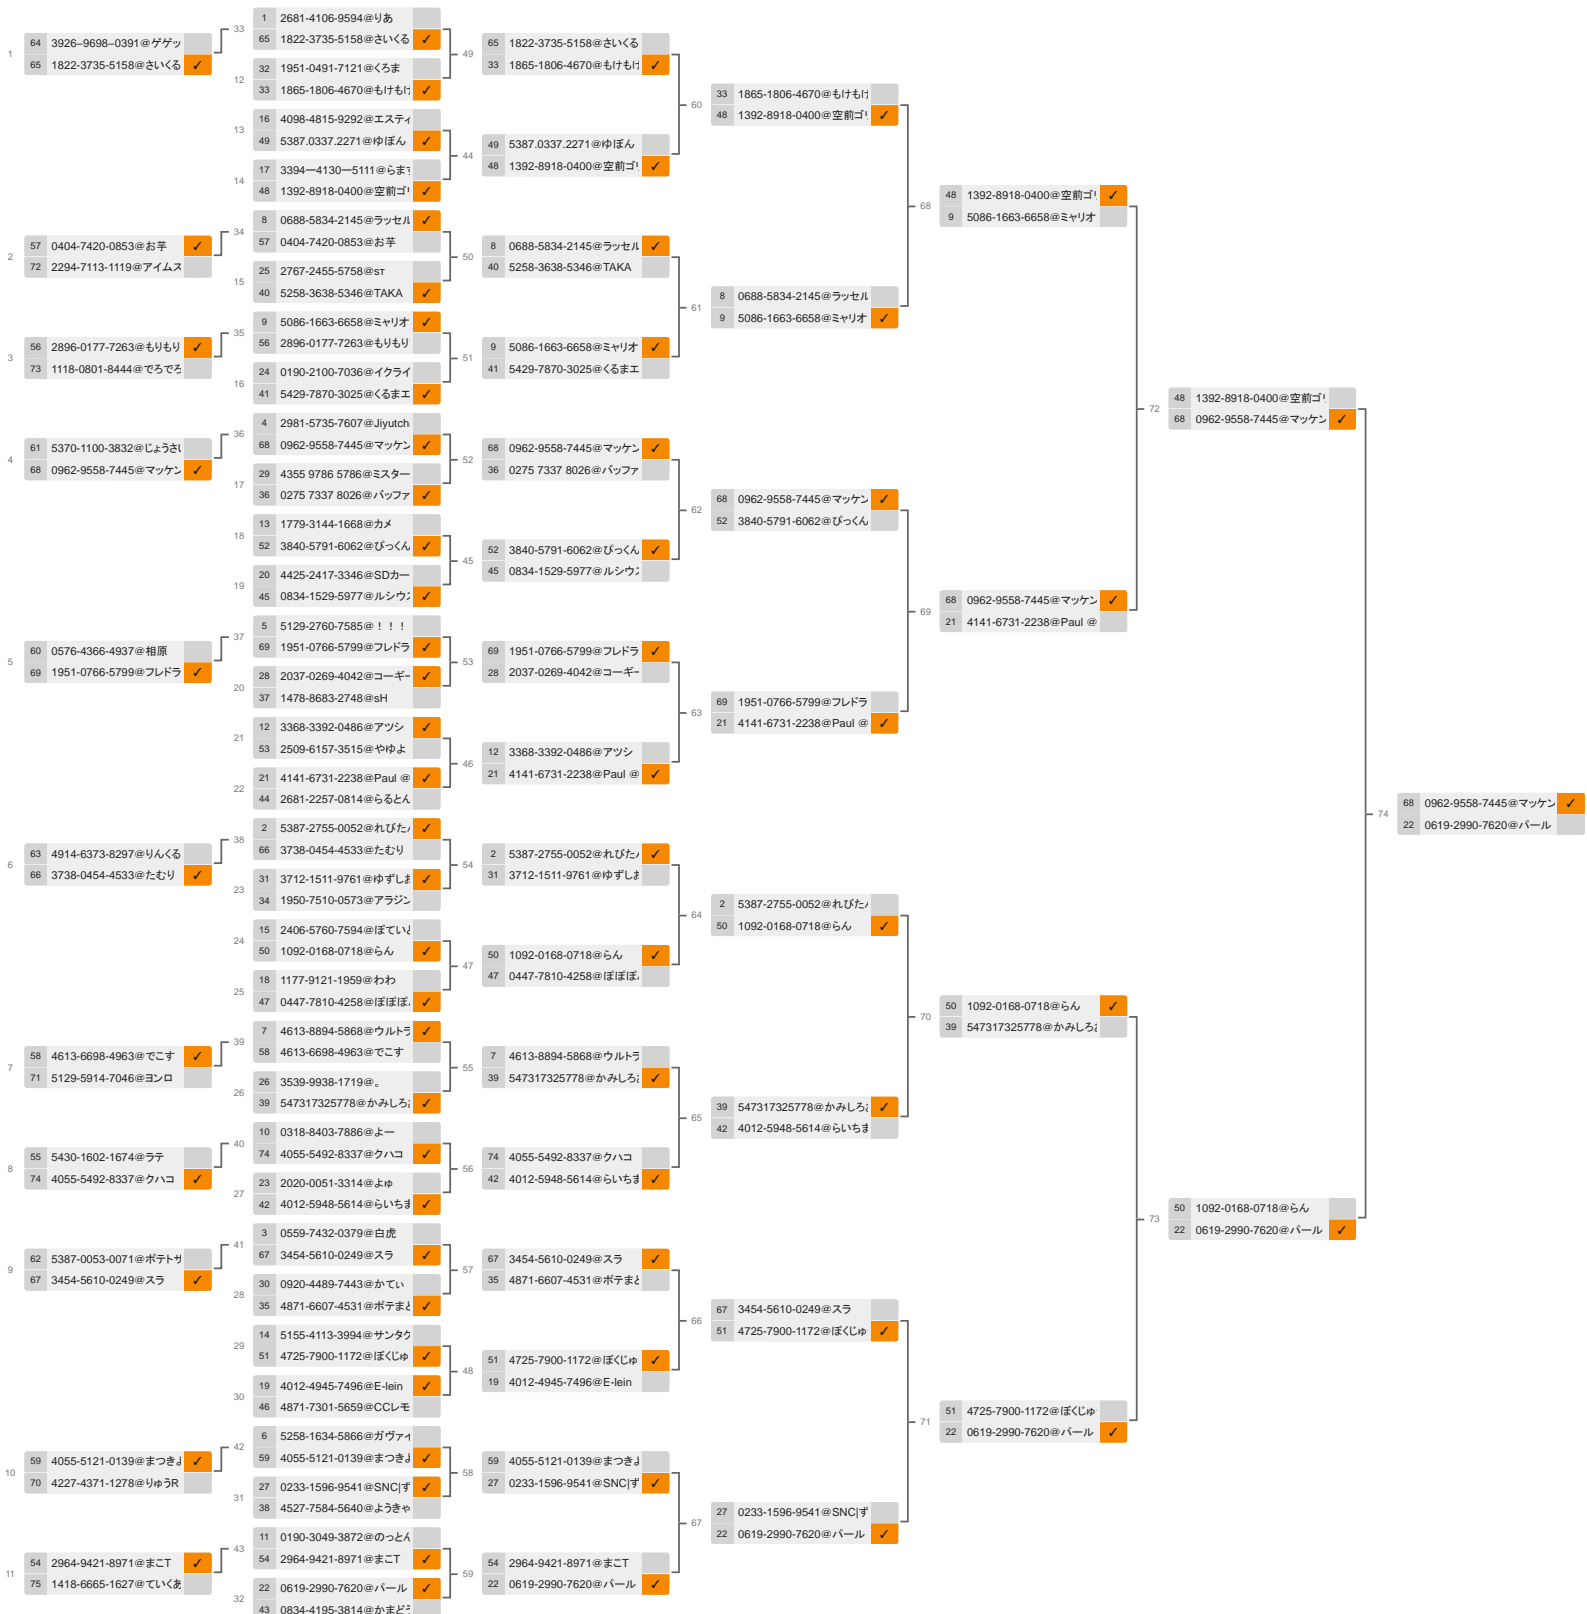 1
64 3926–9698–0391@ゲゲッ
65 1822-3735-5158@さいくる ✓
2
57 0404-7420-0853@お芋 ✓
72 2294-7113-1119@アイムス
3
56 2896-0177-7263@もりもり ✓
73 1118-0801-8444@でろでろ
4
61 5370-1100-3832@じょうさ
68 0962-9558-7445@マッケン ✓
5
60 0576-4366-4937@相原
69 1951-0766-5799@フレドラ ✓
6
63 4914-6373-8297@りんくる
66 3738-0454-4533@たむり ✓
7
58 4613-6698-4963@でこす ✓
71 5129-5914-7046@ヨンロ
8
55 5430-1602-1674@ラテ
74 4055-5492-8337@クハコ ✓
9
62 5387-0053-0071@ポテトサ
67 3454-5610-0249@スラ ✓
10
59 4055-5121-0139@まつきよ ✓
70 4227-4371-1278@りゅうR
11
54 2964-9421-8971@まこT ✓
75 1418-6665-1627@ていくあ
33
1 2681-4106-9594@りあ
65 1822-3735-5158@さいくる ✓
12
32 1951-0491-7121@くろま
33 1865-1806-4670@もけもけ ✓
13
16 4098-4815-9292@エスティ
49 5387.0337.2271@ゆぽん ✓
14
17 3394—4130—5111@らます
48 1392-8918-0400@空前ゴリ ✓
34
8 0688-5834-2145@ラッセル ✓
57 0404-7420-0853@お芋
15
25 2767-2455-5758@sт
40 5258-3638-5346@TAKA ✓
35
9 5086-1663-6658@ミャリオ ✓
56 2896-0177-7263@もりもり
16
24 0190-2100-7036@イクライ
41 5429-7870-3025@くるまエ ✓
36
4 2981-5735-7607@Jiyutch
68 0962-9558-7445@マッケン ✓
17
29 4355 9786 5786@ミスター
36 0275 7337 8026@バッファ ✓
18
13 1779-3144-1668@カメ
52 3840-5791-6062@ぴっくん ✓
19
20 4425-2417-3346@SDカー
45 0834-1529-5977@ルシウス ✓
37
5 5129-2760-7585@！！！
69 1951-0766-5799@フレドラ ✓
20
28 2037-0269-4042@コーギー ✓
37 1478-8683-2748@sH
21
12 3368-3392-0486@アツシ ✓
53 2509-6157-3515@やゆよ
22
21 4141-6731-2238@Paul @ ✓
44 2681-2257-0814@らるとん
38
2 5387-2755-0052@れびたん ✓
66 3738-0454-4533@たむり
23
31 3712-1511-9761@ゆずしお ✓
34 1950-7510-0573@アラジン
24
15 2406-5760-7594@ぽていと
50 1092-0168-0718@らん ✓
25
18 1177-9121-1959@わわ
47 0447-7810-4258@ぽぽぽ ✓
39
7 4613-8894-5868@ウルトラ ✓
58 4613-6698-4963@でこす
26
26 3539-9938-1719@。
39 547317325778@かみしろ ✓
40
10 0318-8403-7886@よー
74 4055-5492-8337@クハコ ✓
27
23 2020-0051-3314@よゅ
42 4012-5948-5614@らいちま ✓
41
3 0559-7432-0379@白虎
67 3454-5610-0249@スラ ✓
28
30 0920-4489-7443@かてぃ
35 4871-6607-4531@ポテまと ✓
29
14 5155-4113-3994@サンタク
51 4725-7900-1172@ぼくじゅ ✓
30
19 4012-4945-7496@E-lein ✓
46 4871-7301-5659@CCレモ
42
6 5258-1634-5866@ガヴァイ
59 4055-5121-0139@まつきよ ✓
31
27 0233-1596-9541@SNC|ず ✓
38 4527-7584-5640@ようきゃ
43
11 0190-3049-3872@のっとん
54 2964-9421-8971@まこT ✓
32
22 0619-2990-7620@パール ✓
43 0834-4195-3814@かまどう
49
65 1822-3735-5158@さいくる
33 1865-1806-4670@もけもけ ✓
44
49 5387.0337.2271@ゆぽん
48 1392-8918-0400@空前ゴリ ✓
50
8 0688-5834-2145@ラッセル ✓
40 5258-3638-5346@TAKA
51
9 5086-1663-6658@ミャリオ ✓
41 5429-7870-3025@くるまエ
52
68 0962-9558-7445@マッケン ✓
36 0275 7337 8026@バッファ
45
52 3840-5791-6062@ぴっくん ✓
45 0834-1529-5977@ルシウス
53
69 1951-0766-5799@フレドラ ✓
28 2037-0269-4042@コーギー
46
12 3368-3392-0486@アツシ
21 4141-6731-2238@Paul @ ✓
54
2 5387-2755-0052@れびたん ✓
31 3712-1511-9761@ゆずしお
47
50 1092-0168-0718@らん ✓
47 0447-7810-4258@ぽぽぽ
55
7 4613-8894-5868@ウルトラ
39 547317325778@かみしろ ✓
56
74 4055-5492-8337@クハコ
42 4012-5948-5614@らいちま ✓
57
67 3454-5610-0249@スラ ✓
35 4871-6607-4531@ポテまと
48
51 4725-7900-1172@ぼくじゅ ✓
19 4012-4945-7496@E-lein
58
59 4055-5121-0139@まつきよ
27 0233-1596-9541@SNC|ず ✓
59
54 2964-9421-8971@まこT
22 0619-2990-7620@パール ✓
60
33 1865-1806-4670@もけもけ
48 1392-8918-0400@空前ゴリ ✓
61
8 0688-5834-2145@ラッセル
9 5086-1663-6658@ミャリオ ✓
62
68 0962-9558-7445@マッケン ✓
52 3840-5791-6062@ぴっくん
63
69 1951-0766-5799@フレドラ
21 4141-6731-2238@Paul @ ✓
64
2 5387-2755-0052@れびたん
50 1092-0168-0718@らん ✓
65
39 547317325778@かみしろ ✓
42 4012-5948-5614@らいちま
66
67 3454-5610-0249@スラ
51 4725-7900-1172@ぼくじゅ ✓
67
27 0233-1596-9541@SNC|ず
22 0619-2990-7620@パール ✓
68
48 1392-8918-0400@空前ゴリ ✓
9 5086-1663-6658@ミャリオ
69
68 0962-9558-7445@マッケン ✓
21 4141-6731-2238@Paul @
70
50 1092-0168-0718@らん ✓
39 547317325778@かみしろ
71
51 4725-7900-1172@ぼくじゅ
22 0619-2990-7620@パール ✓
72
48 1392-8918-0400@空前ゴリ
68 0962-9558-7445@マッケン ✓
73
50 1092-0168-0718@らん
22 0619-2990-7620@パール ✓
74
68 0962-9558-7445@マッケン ✓
22 0619-2990-7620@パール